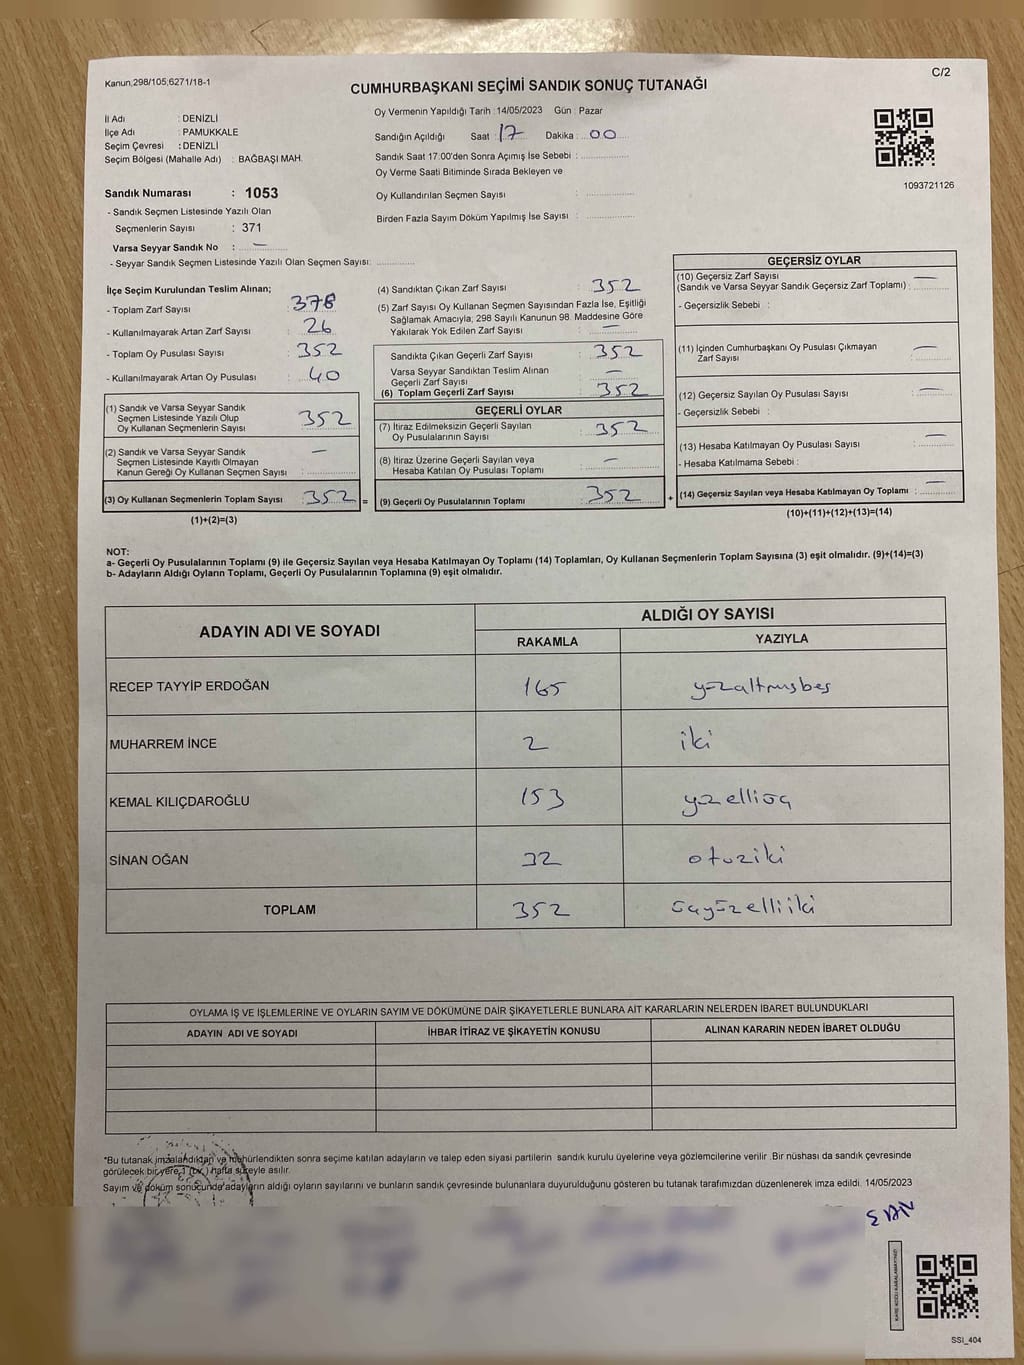 Kanun,298/105,6271/18-1
C/2
CUMHURBAŞKANI SEÇİMİ SANDIK SONUÇ TUTANAĞI
İl Adı : DENİZLİ
İlçe Adı : PAMUKKALE
Seçim Çevresi : DENİZLİ
Seçim Bölgesi (Mahalle Adı) : BAĞBAŞI MAH.
Oy Vermenin Yapıldığı Tarih : 14/05/2023 Gün : Pazar
Sandığın Açıldığı Saat : 17 Dakika : 00
Sandık Saat 17:00'den Sonra Açımış İse Sebebi :
Oy Verme Saati Bitiminde Sırada Bekleyen ve
Oy Kullandırılan Seçmen Sayısı :
Birden Fazla Sayım Döküm Yapılmış İse Sayısı :
1093721126
Sandık Numarası : 1053
- Sandık Seçmen Listesinde Yazılı Olan
Seçmenlerin Sayısı : 371
Varsa Seyyar Sandık No : —
- Seyyar Sandık Seçmen Listesinde Yazılı Olan Seçmen Sayısı:
İlçe Seçim Kurulundan Teslim Alınan;
- Toplam Zarf Sayısı : 378
- Kullanılmayarak Artan Zarf Sayısı : 26
- Toplam Oy Pusulası Sayısı : 352
- Kullanılmayarak Artan Oy Pusulası : 40
(1) Sandık ve Varsa Seyyar Sandık
Seçmen Listesinde Yazılı Olup
Oy Kullanan Seçmenlerin Sayısı : 352
(2) Sandık ve Varsa Seyyar Sandık
Seçmen Listesinde Kayıtlı Olmayan
Kanun Gereği Oy Kullanan Seçmen Sayısı : —
(3) Oy Kullanan Seçmenlerin Toplam Sayısı : 352 =
(1)+(2)=(3)
(4) Sandıktan Çıkan Zarf Sayısı : 352
(5) Zarf Sayısı Oy Kullanan Seçmen Sayısından Fazla İse, Eşitliği
Sağlamak Amacıyla; 298 Sayılı Kanunun 98. Maddesine Göre
Yakılarak Yok Edilen Zarf Sayısı : —
Sandıkta Çıkan Geçerli Zarf Sayısı : 352
Varsa Seyyar Sandıktan Teslim Alınan
Geçerli Zarf Sayısı : —
(6) Toplam Geçerli Zarf Sayısı : 352
GEÇERLİ OYLAR
(7) İtiraz Edilmeksizin Geçerli Sayılan
Oy Pusulalarının Sayısı : 352
(8) İtiraz Üzerine Geçerli Sayılan veya
Hesaba Katılan Oy Pusulası Toplamı : —
(9) Geçerli Oy Pusulalarının Toplamı : 352 +
GEÇERSİZ OYLAR
(10) Geçersiz Zarf Sayısı —
(Sandık ve Varsa Seyyar Sandık Geçersiz Zarf Toplamı) :
- Geçersizlik Sebebi :
(11) İçinden Cumhurbaşkanı Oy Pusulası Çıkmayan
Zarf Sayısı : —
(12) Geçersiz Sayılan Oy Pusulası Sayısı : —
- Geçersizlik Sebebi :
(13) Hesaba Katılmayan Oy Pusulası Sayısı : —
- Hesaba Katılmama Sebebi :
(14) Geçersiz Sayılan veya Hesaba Katılmayan Oy Toplamı : —
(10)+(11)+(12)+(13)=(14)
NOT:
a- Geçerli Oy Pusulalarının Toplamı (9) ile Geçersiz Sayılan veya Hesaba Katılmayan Oy Toplamı (14) Toplamları, Oy Kullanan Seçmenlerin Toplam Sayısına (3) eşit olmalıdır. (9)+(14)=(3)
b- Adayların Aldığı Oyların Toplamı, Geçerli Oy Pusulalarının Toplamına (9) eşit olmalıdır.
ADAYIN ADI VE SOYADI
ALDIĞI OY SAYISI
RAKAMLA YAZIYLA
RECEP TAYYİP ERDOĞAN 165 yüzaltmışbeş
MUHARREM İNCE 2 iki
KEMAL KILIÇDAROĞLU 153 yüzelliüç
SİNAN OĞAN 32 otuziki
TOPLAM 352 üçyüzelliiki
OYLAMA İŞ VE İŞLEMLERİNE VE OYLARIN SAYIM VE DÖKÜMÜNE DAİR ŞİKAYETLERLE BUNLARA AİT KARARLARIN NELERDEN İBARET BULUNDUKLARI
ADAYIN ADI VE SOYADI İHBAR İTİRAZ VE ŞİKAYETİN KONUSU ALINAN KARARIN NEDEN İBARET OLDUĞU
*Bu tutanak imzalandıktan ve mühürlendikten sonra seçime katılan adayların ve talep eden siyasi partilerin sandık kurulu üyelerine veya gözlemcilerine verilir. Bir nüshası da sandık çevresinde
görülecek bir yere 1 (bir) hafta süreyle asılır.
Sayım ve döküm sonucunda adayların aldığı oyların sayılarını ve bunların sandık çevresinde bulunanlara duyurulduğunu gösteren bu tutanak tarafımızdan düzenlenerek imza edildi. 14/05/2023
SSI_404